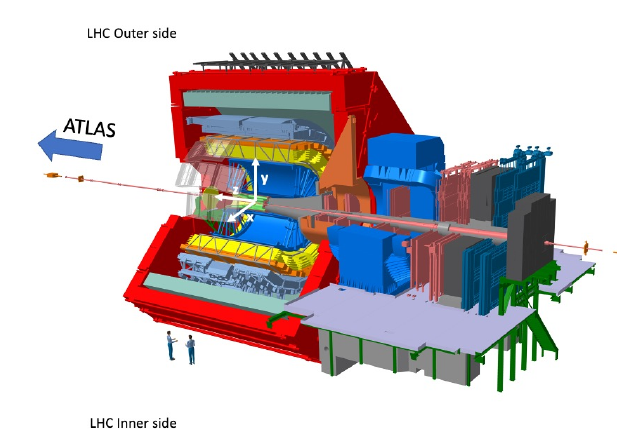 LHC Outer side
ATLAS
y
z
x
LHC Inner side